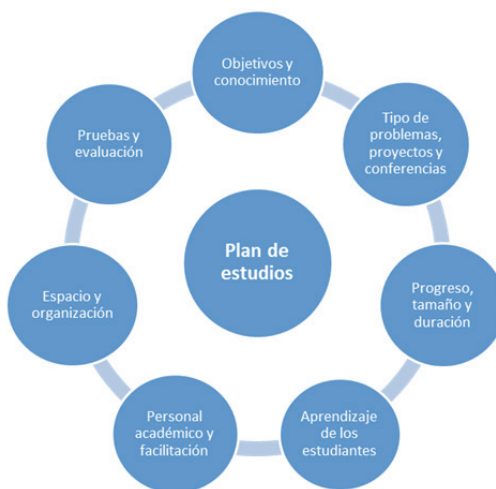 Objetivos y
conocimiento
Tipo de
problemas,
proyectos y
conferencias
Progreso,
tamaño y
duración
Aprendizaje
de los
estudiantes
Personal
académico y
facilitación
Espacio y
organización
Pruebas y
evaluación
Plan de
estudios